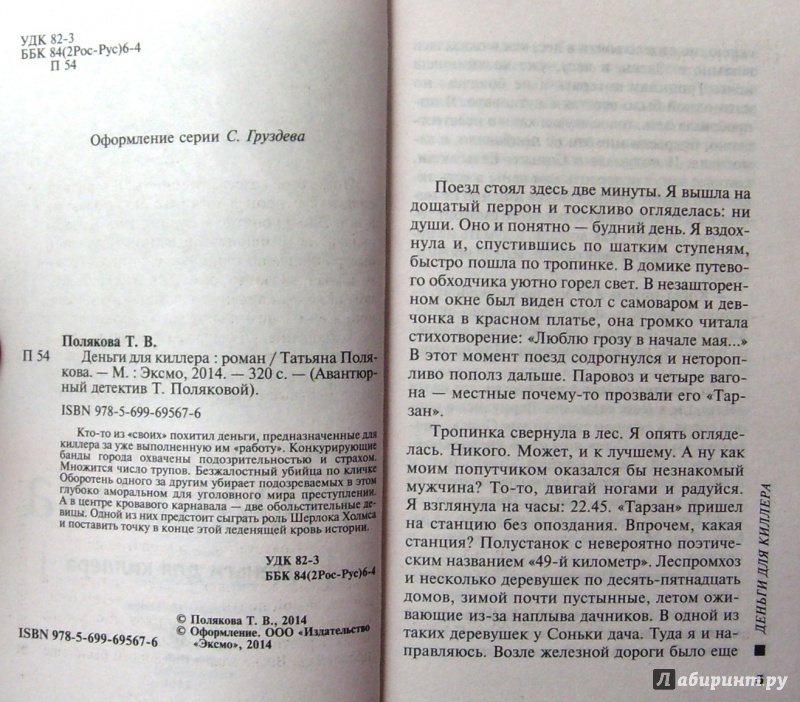 УДК 82-3
ББК 84(2Рос-Рус)6-4
П 54
Оформление серии С. Груздева
Полякова Т. В.
П 54 Деньги для киллера : роман / Татьяна Поля-
кова. — М. : Эксмо, 2014. — 320 с. — (Авантюр-
ный детектив Т. Поляковой).
ISBN 978-5-699-69567-6
Кто-то из «своих» похитил деньги, предназначенные для
киллера за уже выполненную им «работу». Конкурирующие
банды города охвачены подозрительностью и страхом.
Множится число трупов. Безжалостный убийца по кличке
Оборотень одного за другим убирает подозреваемых в этом
глубоко аморальном для уголовного мира преступлении.
А в центре кровавого карнавала — две обольстительные де-
вицы. Одной из них предстоит сыграть роль Шерлока Холмса
и поставить точку в конце этой леденящей кровь истории.
УДК 82-3
ББК 84(2Рос-Рус)6-4
© Полякова Т. В., 2014
© Оформление. ООО «Издательство
«Эксмо», 2014
ISBN 978-5-699-69567-6
Поезд стоял здесь две минуты. Я вышла на
дощатый перрон и тоскливо огляделась: ни
души. Оно и понятно — будний день. Я вздох-
нула и, спустившись по шатким ступеням,
быстро пошла по тропинке. В домике путево-
го обходчика уютно горел свет. В незашторен-
ном окне был виден стол с самоваром и дев-
чонка в красном платье, она громко читала
стихотворение: «Люблю грозу в начале мая...»
В этот момент поезд содрогнулся и нетороп-
ливо пополз дальше. Паровоз и четыре ваго-
на — местные почему-то прозвали его «Тар-
зан».
Тропинка свернула в лес. Я опять огляде-
лась. Никого. Может, и к лучшему. А ну как
моим попутчиком оказался бы незнакомый
мужчина? То-то, двигай ногами и радуйся.
Я взглянула на часы: 22.45. «Тарзан» пришел
на станцию без опоздания. Впрочем, какая
станция? Полустанок с невероятно поэтичес-
ким названием «49-й километр». Леспромхоз
и несколько деревушек по десять-пятнадцать
домов, зимой почти пустынные, летом ожи-
вающие из-за наплыва дачников. В одной из
таких деревушек у Соньки дача. Туда я и на-
правляюсь. Возле железной дороги было еще
ДЕНЬГИ ДЛЯ КИЛЛЕРА
Лабиринт.ру